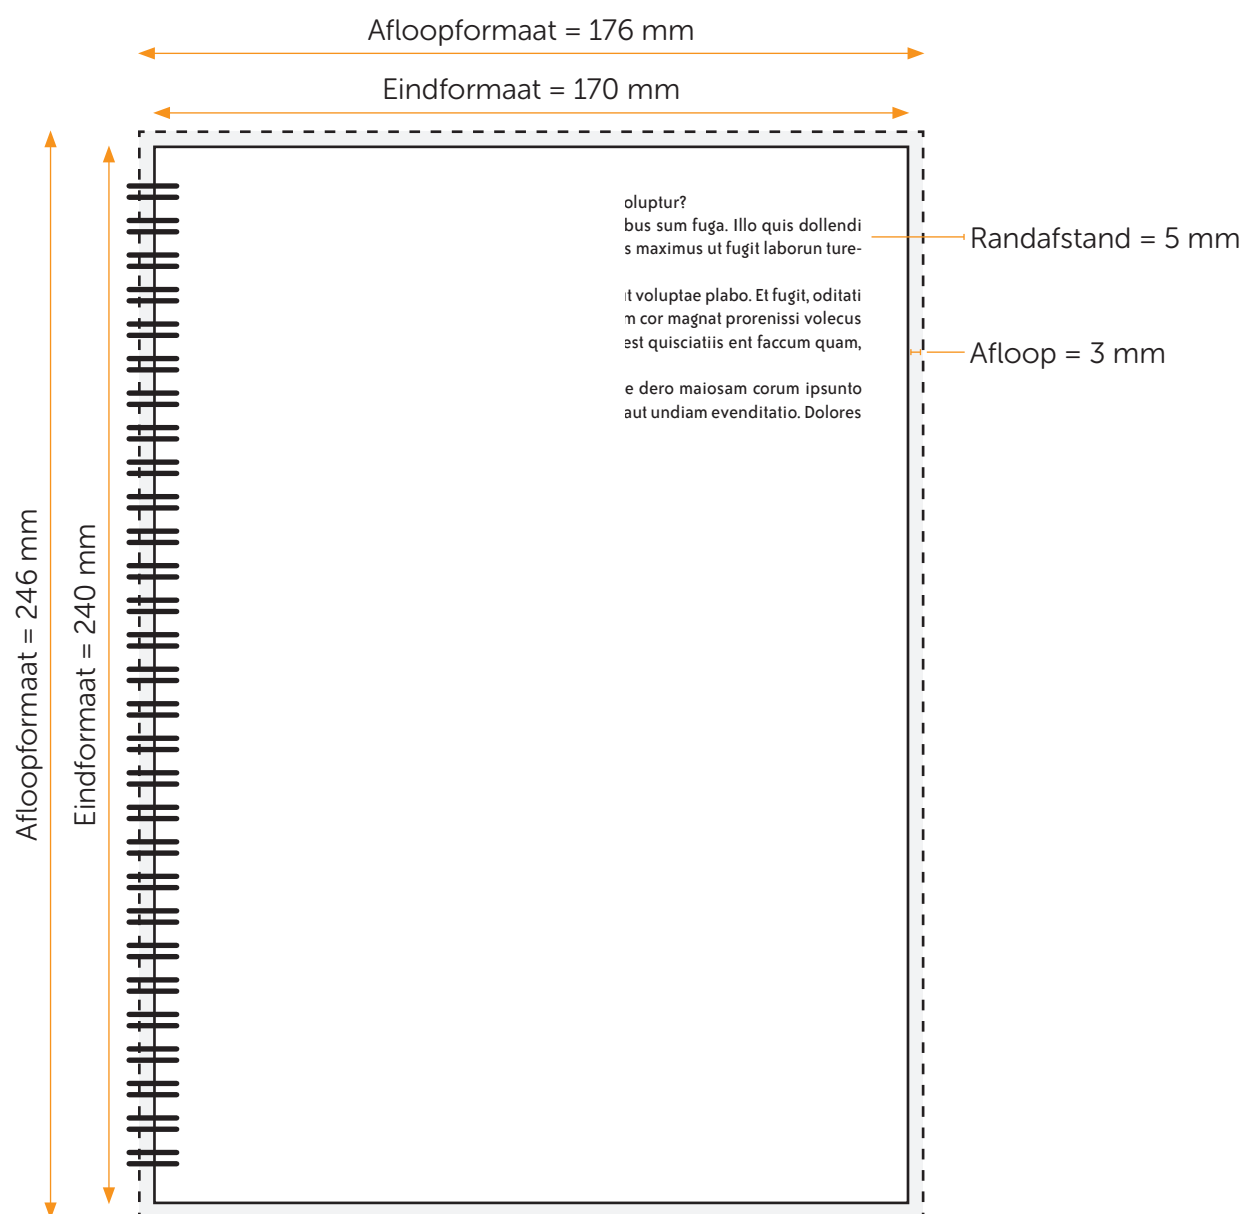 Afloopformaat = 176 mm
Eindformaat = 170 mm
oluptur?
bus sum fuga. Illo quis dollendi
s maximus ut fugit laborun ture-
Randafstand = 5 mm
t voluptae plabo. Et fugit, oditati
m cor magnat prorenissi volecus
est quisciatiis ent faccum quam,
Afloop = 3 mm
e dero maiosam corum ipsunto
aut undiam evenditatio. Dolores
Afloopformaat = 246 mm
Eindformaat = 240 mm